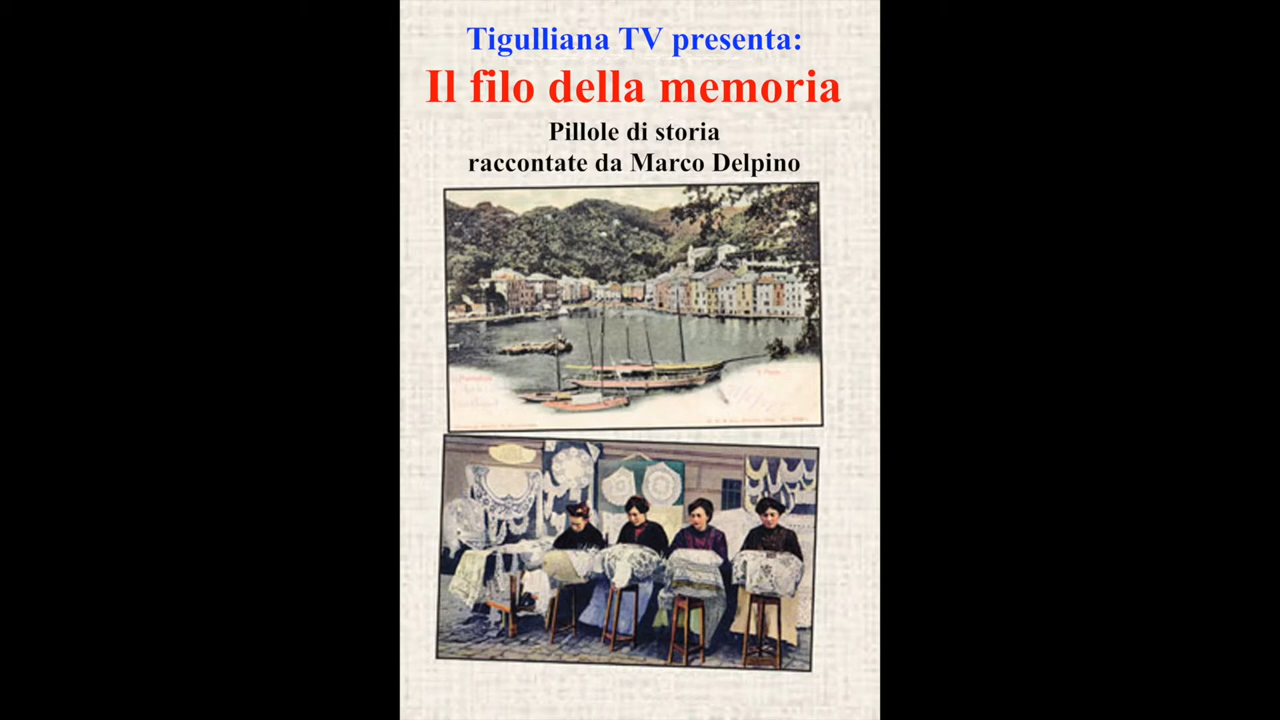 Tigulliana TV presenta:
Il filo della memoria
Pillole di storia
raccontate da Marco Delpino